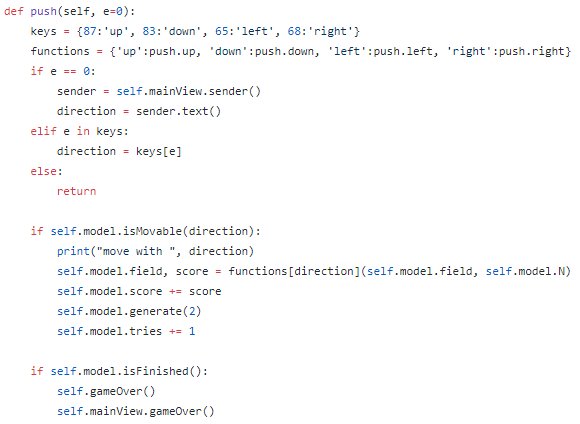 def push(self, e=0):
    keys = {87:'up', 83:'down', 65:'left', 68:'right'}
    functions = {'up':push.up, 'down':push.down, 'left':push.left, 'right':push.right}
    if e == 0:
        sender = self.mainView.sender()
        direction = sender.text()
    elif e in keys:
        direction = keys[e]
    else:
        return

    if self.model.isMovable(direction):
        print("move with ", direction)
        self.model.field, score = functions[direction](self.model.field, self.model.N)
        self.model.score += score
        self.model.generate(2)
        self.model.tries += 1

    if self.model.isFinished():
        self.gameOver()
        self.mainView.gameOver()